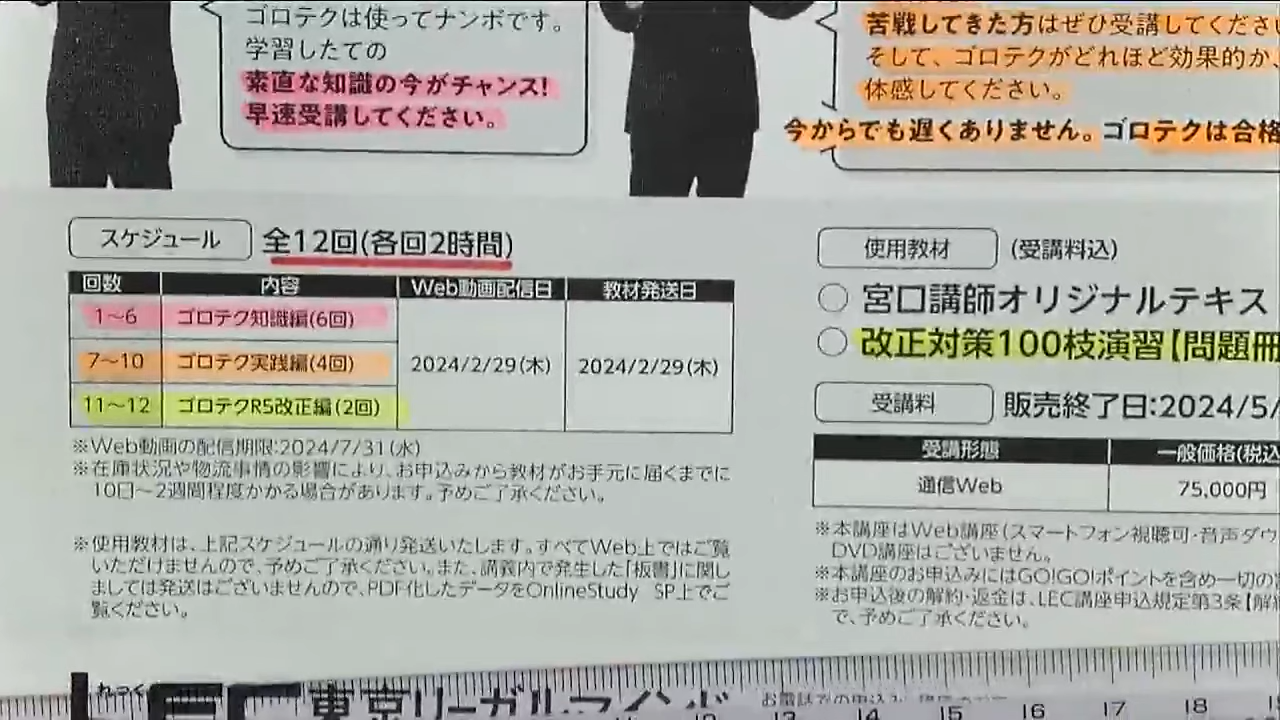 ゴロテクは使ってナンボです。
学習したての
素直な知識の今がチャンス!
早速受講してください。
苦戦してきた方はぜひ受講してくださ
そして、ゴロテクがどれほど効果的か、
体感してください。
今からでも遅くありません。ゴロテクは合格
スケジュール 全12回(各回2時間)
回数 内容 Web動画配信日 教材発送日
1～6 ゴロテク知識編(6回)
7～10 ゴロテク実践編(4回) 2024/2/29(木) 2024/2/29(木)
11～12 ゴロテクR5改正編(2回)
※Web動画の配信期限:2024/7/31(水)
※在庫状況や物流事情の影響により、お申込みから教材がお手元に届くまでに
10日～2週間程度かかる場合があります。予めご了承ください。
※使用教材は、上記スケジュールの通り発送いたします。すべてWeb上ではご覧
いただけませんので、予めご了承ください。また、講義内で発生した「板書」に関し
ましては発送はございませんので、PDF化したデータをOnlineStudy SP上でご
覧ください。
使用教材 (受講料込)
○ 宮口講師オリジナルテキス
○ 改正対策100枝演習【問題冊
受講料 販売終了日:2024/5/
受講形態 一般価格(税込
通信Web 75,000円
※本講座はWeb講座(スマートフォン視聴可・音声ダウ
DVD講座はございません。
※本講座のお申込みにはGO!GO!ポイントを含め一切の
※お申込後の解約・返金は、LEC講座申込規定第3条【解
で、予めご了承ください。
れっく
LEC東京リーガルマインド
13 14 15 16 17 18